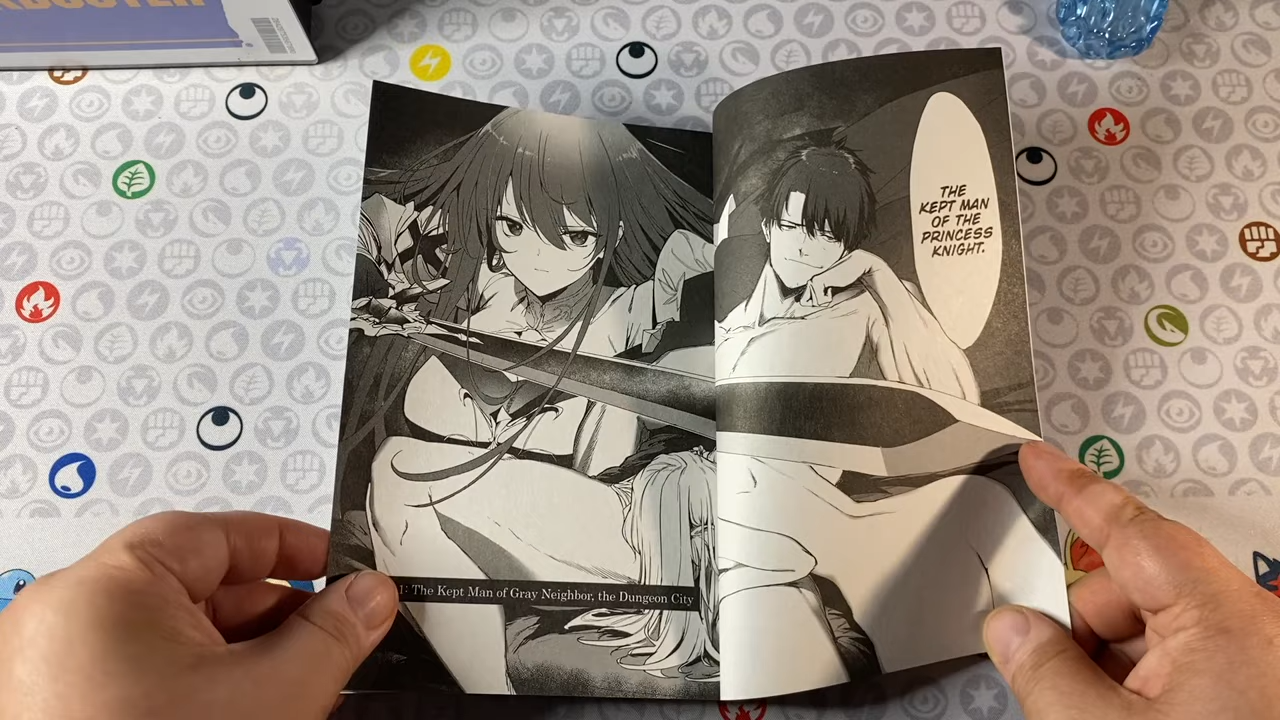 THE
KEPT MAN
OF THE
PRINCESS
KNIGHT.
1: The Kept Man of Gray Neighbor, the Dungeon City